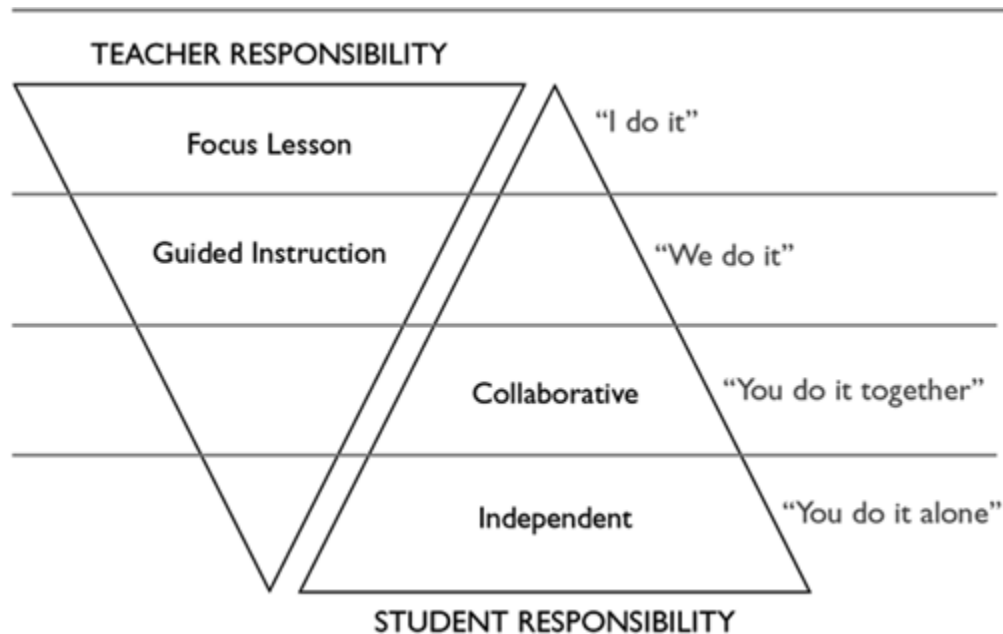 TEACHER RESPONSIBILITY
Focus Lesson
“I do it”
Guided Instruction
“We do it”
Collaborative
“You do it together”
Independent
“You do it alone”
STUDENT RESPONSIBILITY